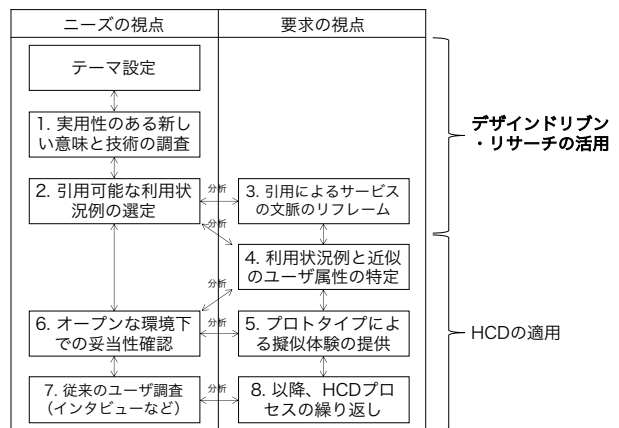 ニーズの視点
要求の視点
テーマ設定
1. 実用性のある新し
い意味と技術の調査
2. 引用可能な利用状
況例の選定
分析
3. 引用によるサービス
の文脈のリフレーム
分析
4. 利用状況例と近似
のユーザ属性の特定
分析
6. オープンな環境下
での妥当性確認
分析
5. プロトタイプによ
る擬似体験の提供
7. 従来のユーザ調査
（インタビューなど）
分析
8. 以降、HCDプロ
セスの繰り返し
デザインドリブン
・リサーチの活用
HCDの適用